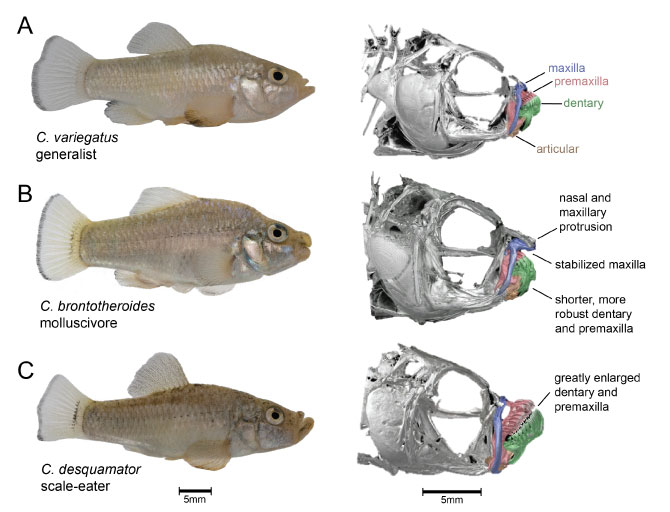 A
C. variegatus
generalist
maxilla
premaxilla
dentary
articular
B
C. brontotheroides
molluscivore
nasal and
maxillary
protrusion
stabilized maxilla
shorter, more
robust dentary
and premaxilla
C
C. desquamator
scale-eater
greatly enlarged
dentary and
premaxilla
5mm
5mm